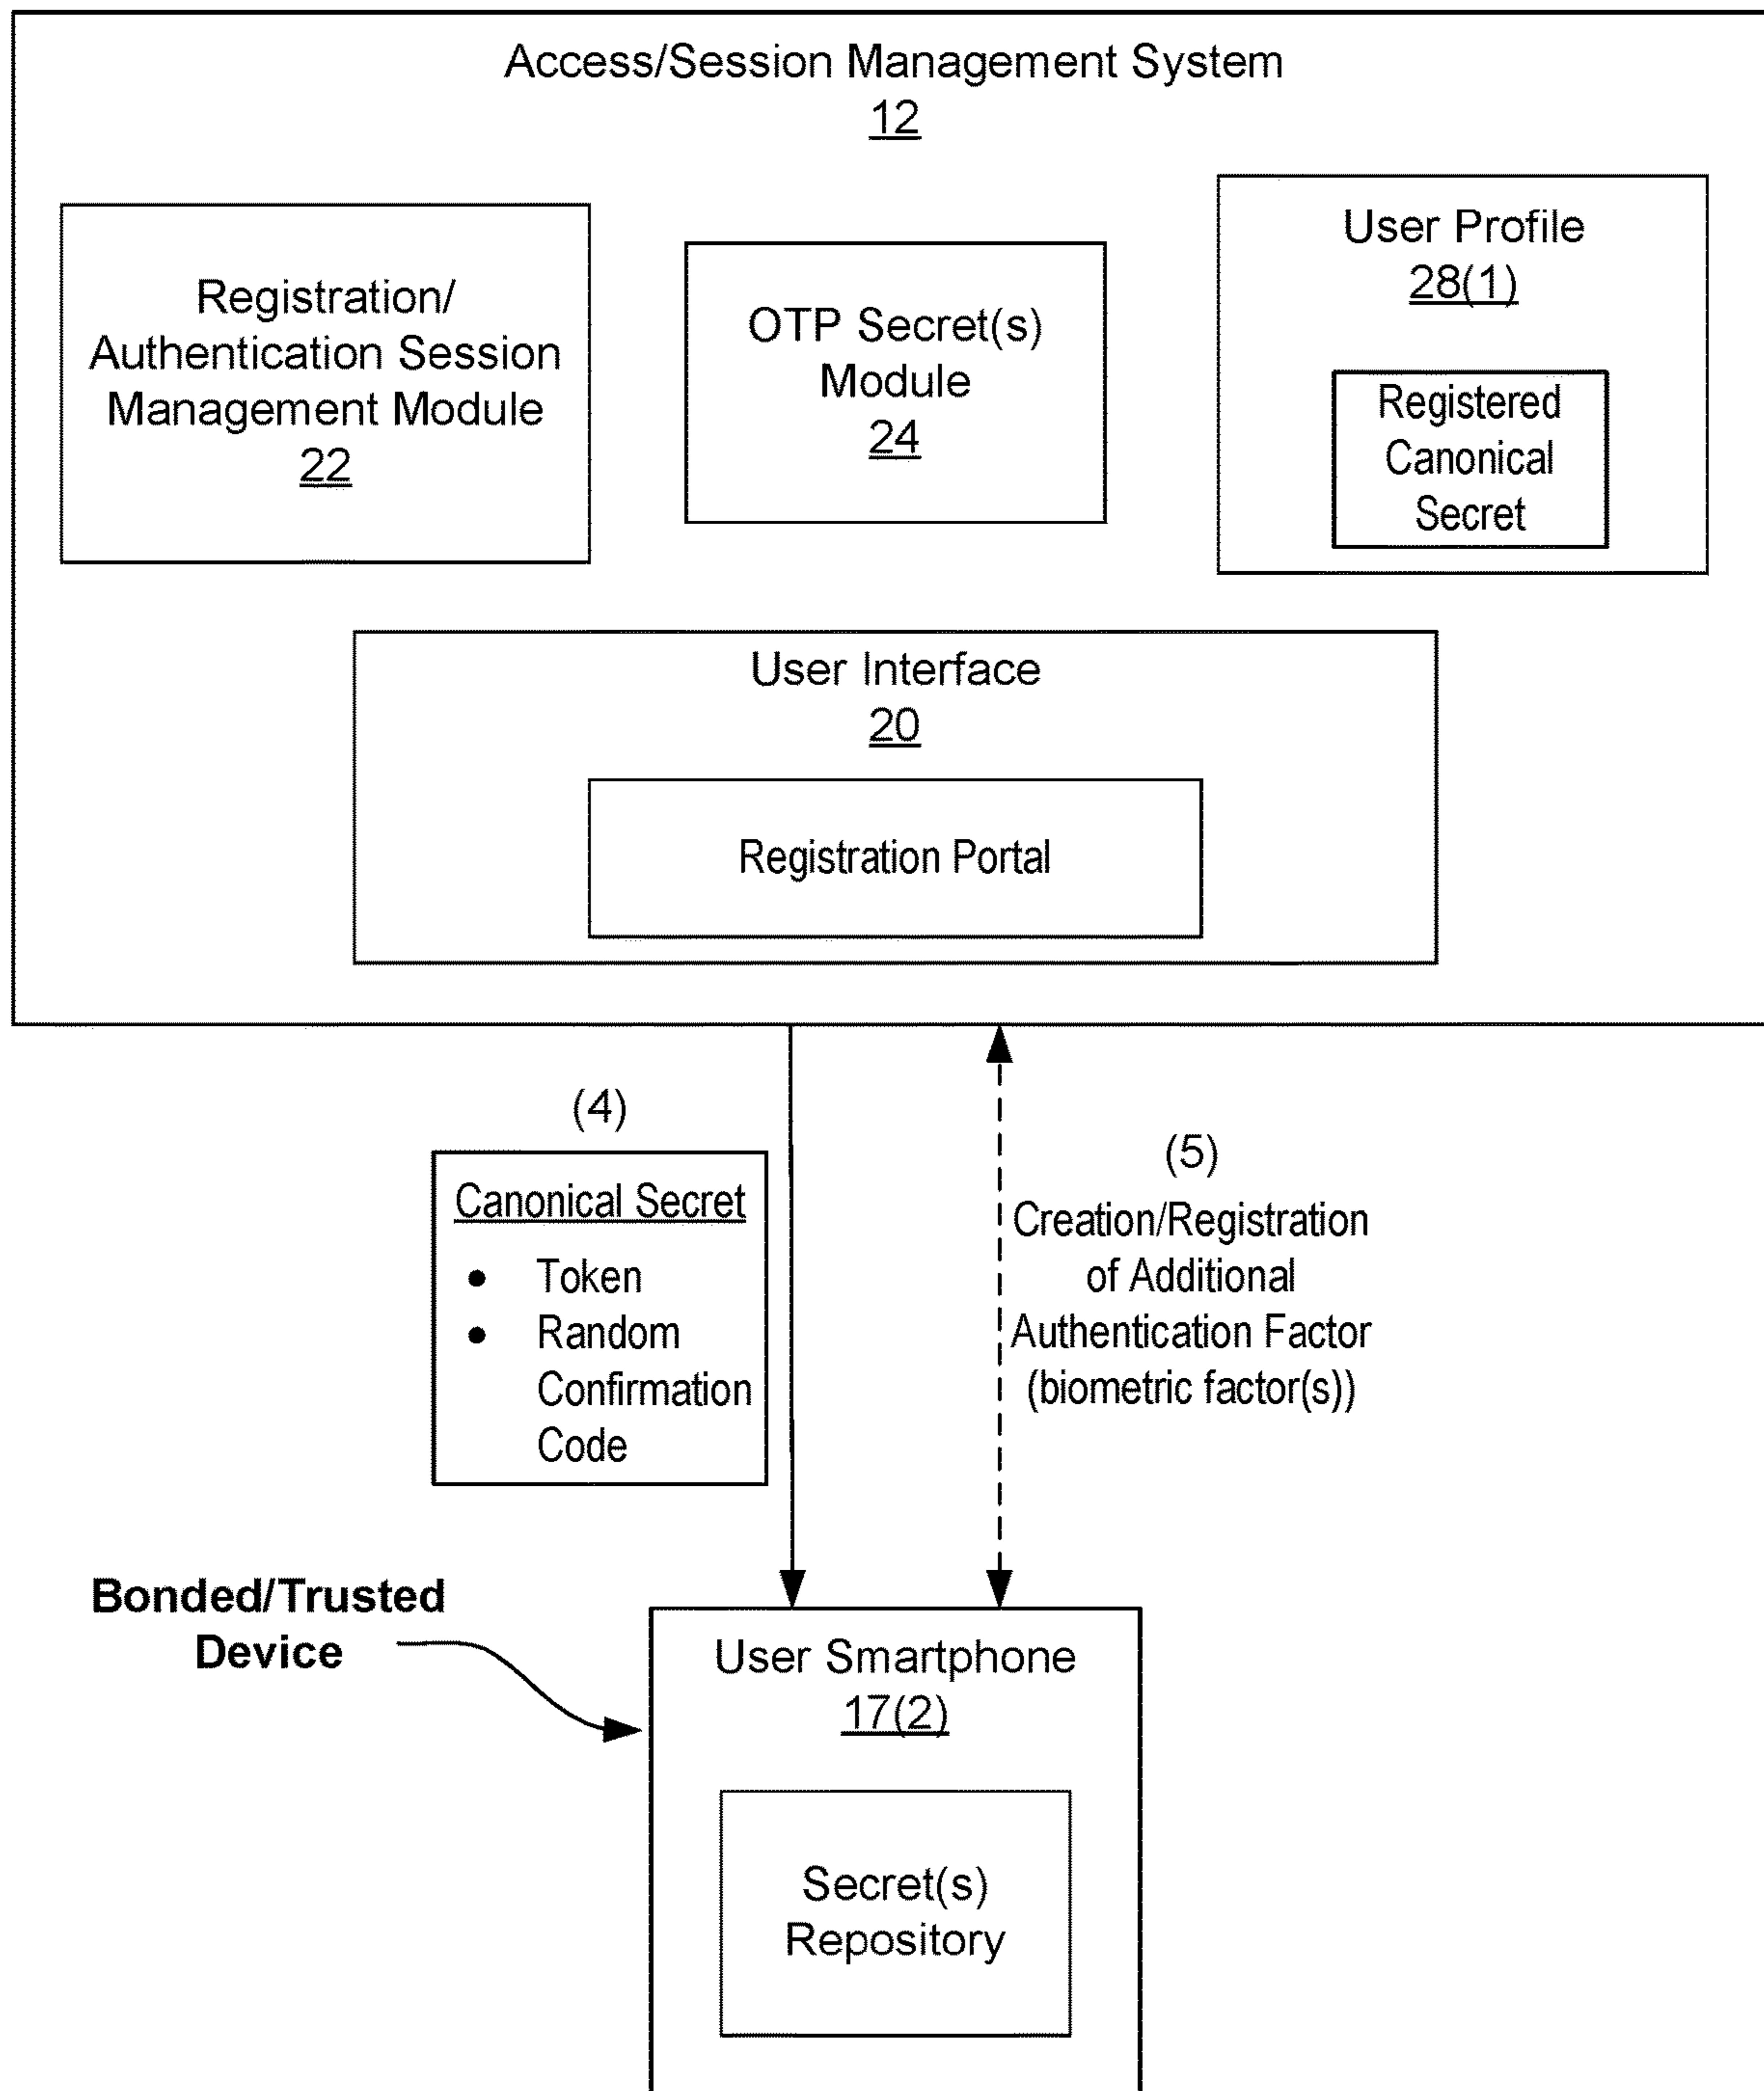 Access/Session Management System
12
Registration/
Authentication Session
Management Module
22
OTP Secret(s)
Module
24
User Profile
28(1)
Registered
Canonical
Secret
User Interface
20
Registration Portal
(4)
Canonical Secret
● Token
● Random
Confirmation
Code
(5)
Creation/Registration
of Additional
Authentication Factor
(biometric factor(s))
Bonded/Trusted
Device
User Smartphone
17(2)
Secret(s)
Repository